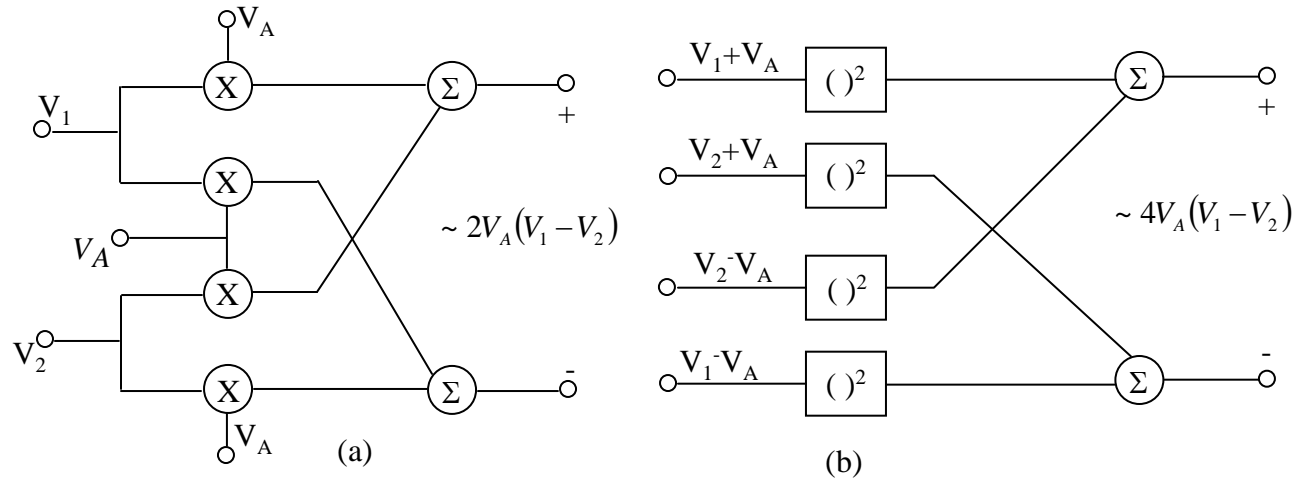 V_A
X
V_1
X
V_A
X
V_2
X
V_A
Σ
+
~ 2V_A(V_1 − V_2)
Σ
-
(a)
V_1+V_A
( )^2
V_2+V_A
( )^2
V_2-V_A
( )^2
V_1-V_A
( )^2
Σ
+
~ 4V_A(V_1 − V_2)
Σ
-
(b)